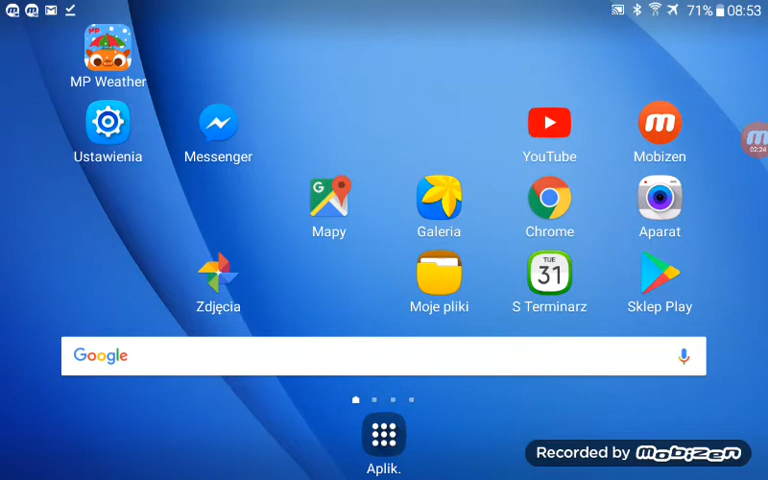 71% 08:53
MP
MP Weather
Ustawienia
Messenger
YouTube
m
Mobizen
02:24
G
Mapy
Galeria
Chrome
Aparat
Zdjęcia
Moje pliki
TUE
31
S Terminarz
Sklep Play
Google
Aplik.
Recorded by mobizen